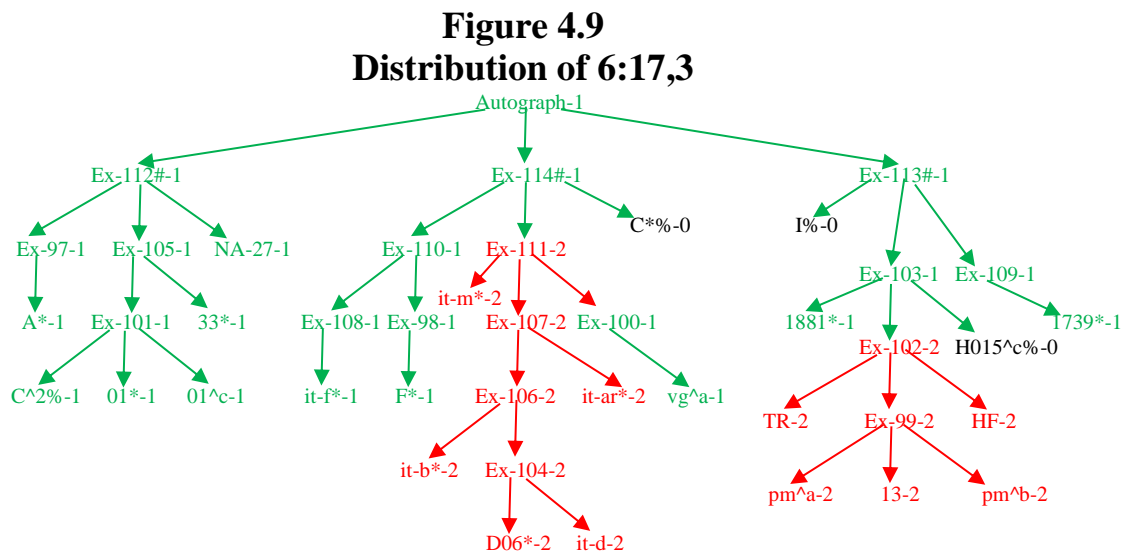 Figure 4.9
Distribution of 6:17,3
Autograph-1
Ex-112#-1 Ex-114#-1 Ex-113#-1
C*%-0 I%-0
Ex-97-1 Ex-105-1 NA-27-1 Ex-110-1 Ex-111-2
Ex-103-1 Ex-109-1
it-m*-2
A*-1 Ex-101-1 33*-1 Ex-108-1 Ex-98-1 Ex-107-2 Ex-100-1 1881*-1 1739*-1
Ex-102-2 H015^c%-0
C^2%-1 01*-1 01^c-1 it-f*-1 F*-1 Ex-106-2 it-ar*-2 vg^a-1
TR-2 Ex-99-2 HF-2
it-b*-2 Ex-104-2
pm^a-2 13-2 pm^b-2
D06*-2 it-d-2